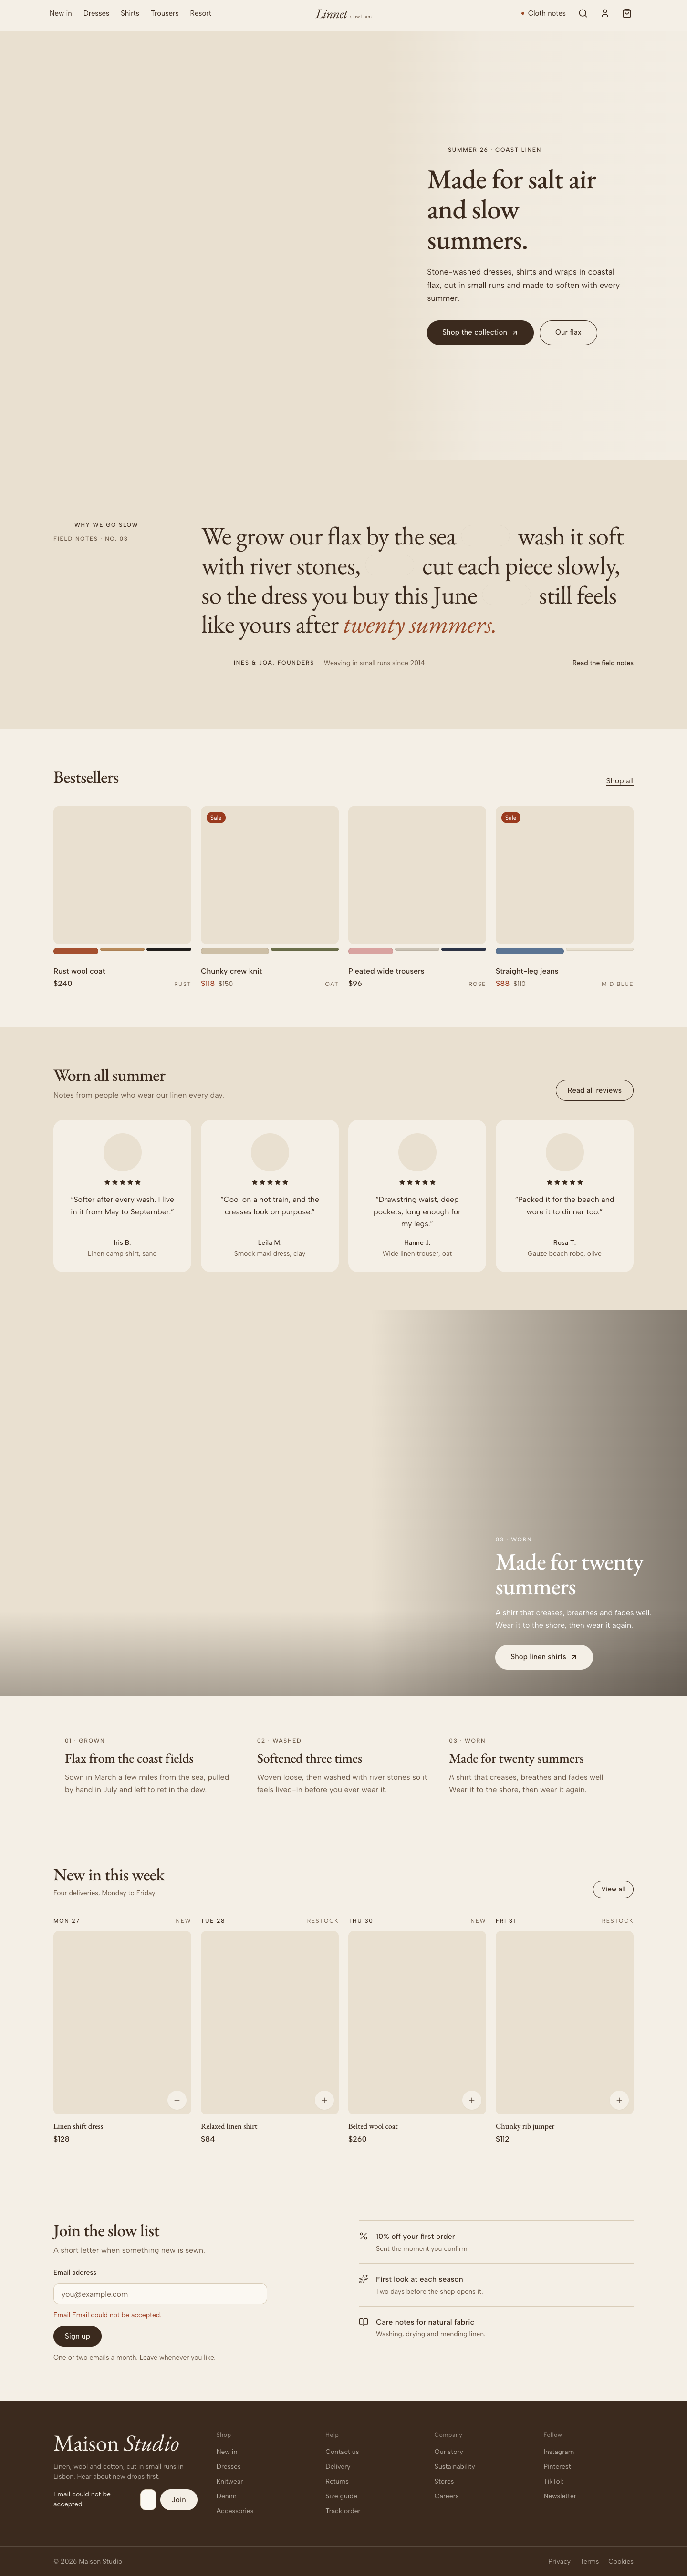 New in Dresses Shirts Trousers Resort
Linnet slow linen
Cloth notes
SUMMER 26 · COAST LINEN
Made for salt air
and slow
summers.
Stone-washed dresses, shirts and wraps in coastal
flax, cut in small runs and made to soften with every
summer.
Shop the collection
Our flax
WHY WE GO SLOW
FIELD NOTES · NO. 03
We grow our flax by the sea wash it soft
with river stones, cut each piece slowly,
so the dress you buy this June still feels
like yours after twenty summers.
INES & JOA, FOUNDERS Weaving in small runs since 2014
Read the field notes
Bestsellers
Shop all
Rust wool coat
$240 RUST
Sale
Chunky crew knit
$118 $150 OAT
Pleated wide trousers
$96 ROSE
Sale
Straight-leg jeans
$88 $110 MID BLUE
Worn all summer
Notes from people who wear our linen every day.
Read all reviews
"Softer after every wash. I live
in it from May to September."
Iris B.
Linen camp shirt, sand
"Cool on a hot train, and the
creases look on purpose."
Leila M.
Smock maxi dress, clay
"Drawstring waist, deep
pockets, long enough for
my legs."
Hanne J.
Wide linen trouser, oat
"Packed it for the beach and
wore it to dinner too."
Rosa T.
Gauze beach robe, olive
03 · WORN
Made for twenty
summers
A shirt that creases, breathes and fades well.
Wear it to the shore, then wear it again.
Shop linen shirts
01 · GROWN
Flax from the coast fields
Sown in March a few miles from the sea, pulled
by hand in July and left to ret in the dew.
02 · WASHED
Softened three times
Woven loose, then washed with river stones so it
feels lived-in before you ever wear it.
03 · WORN
Made for twenty summers
A shirt that creases, breathes and fades well.
Wear it to the shore, then wear it again.
New in this week
Four deliveries, Monday to Friday.
View all
MON 27 NEW
Linen shift dress
$128
TUE 28 RESTOCK
Relaxed linen shirt
$84
THU 30 NEW
Belted wool coat
$260
FRI 31 RESTOCK
Chunky rib jumper
$112
Join the slow list
A short letter when something new is sewn.
Email address
you@example.com
Email Email could not be accepted.
Sign up
One or two emails a month. Leave whenever you like.
10% off your first order
Sent the moment you confirm.
First look at each season
Two days before the shop opens it.
Care notes for natural fabric
Washing, drying and mending linen.
Maison Studio
Linen, wool and cotton, cut in small runs in
Lisbon. Hear about new drops first.
Email could not be
accepted.
Join
Shop
New in
Dresses
Knitwear
Denim
Accessories
Help
Contact us
Delivery
Returns
Size guide
Track order
Company
Our story
Sustainability
Stores
Careers
Follow
Instagram
Pinterest
TikTok
Newsletter
© 2026 Maison Studio
Privacy Terms Cookies